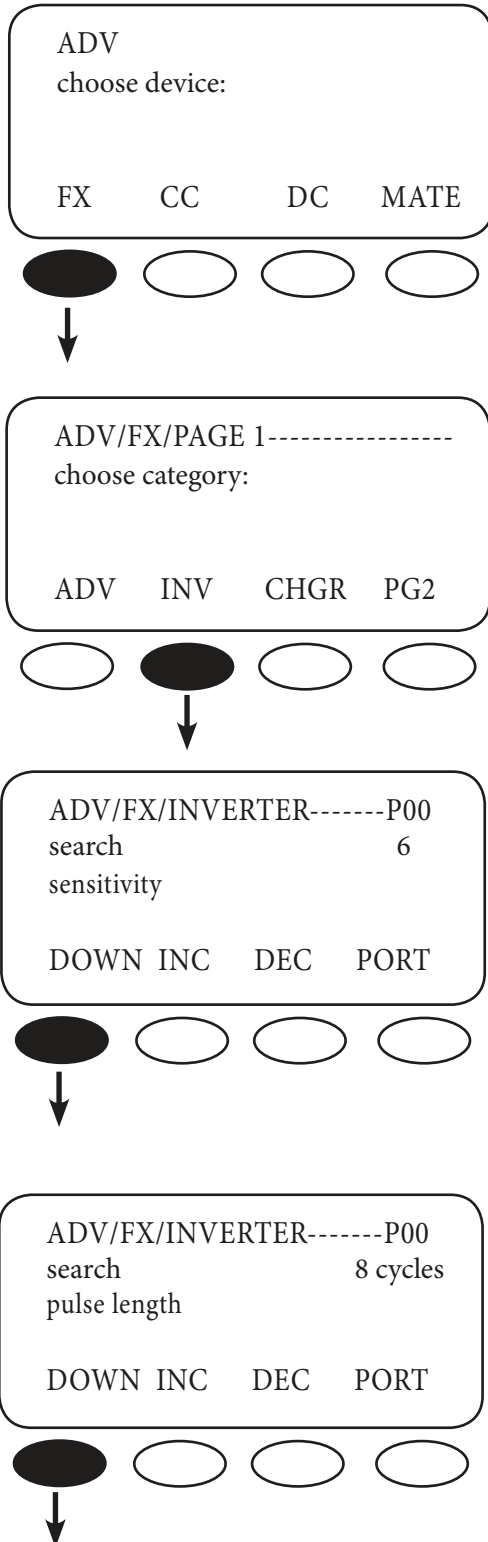 ADV
choose device:
FX CC DC MATE
ADV/FX/PAGE 1-----------------
choose category:
ADV INV CHGR PG2
ADV/FX/INVERTER-------P00
search 6
sensitivity
DOWN INC DEC PORT
ADV/FX/INVERTER-------P00
search 8 cycles
pulse length
DOWN INC DEC PORT